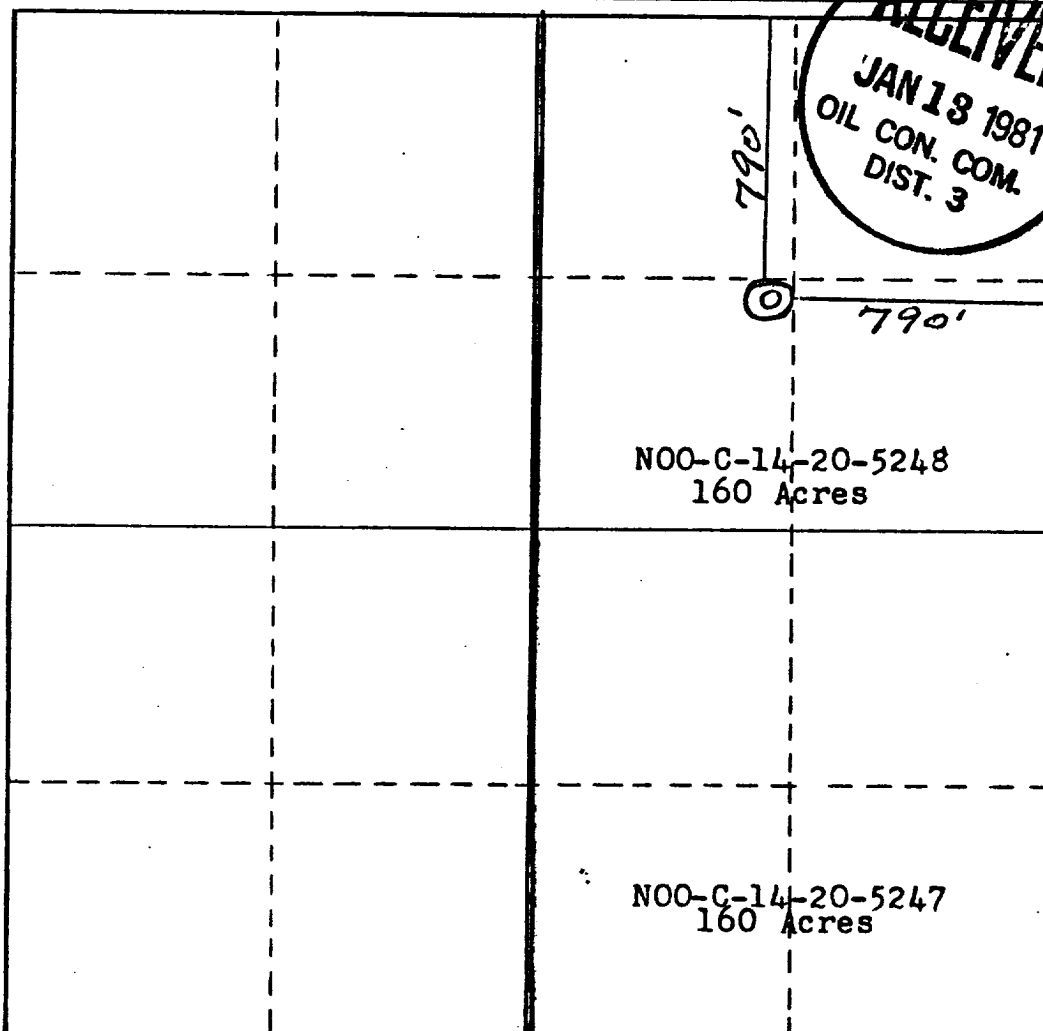 JAN 13 1981
OIL CON. COM.
DIST. 3
790'
790'
NOO-C-14-20-5248
160 Acres
NOO-C-14-20-5247
160 Acres